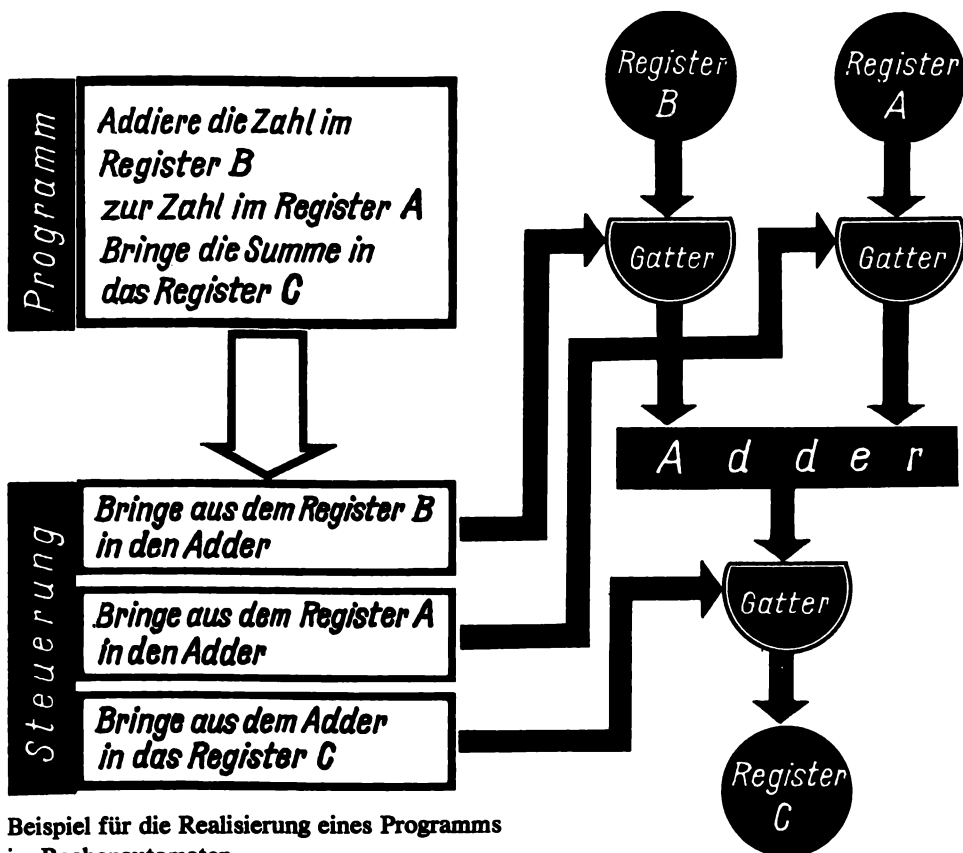 Programm
Addiere die Zahl im
Register B
zur Zahl im Register A
Bringe die Summe in
das Register C
Steuerung
Bringe aus dem Register B
in den Adder
Bringe aus dem Register A
in den Adder
Bringe aus dem Adder
in das Register C
Register
B
Register
A
Gatter
Gatter
Adder
Gatter
Register
C
Beispiel für die Realisierung eines Programms